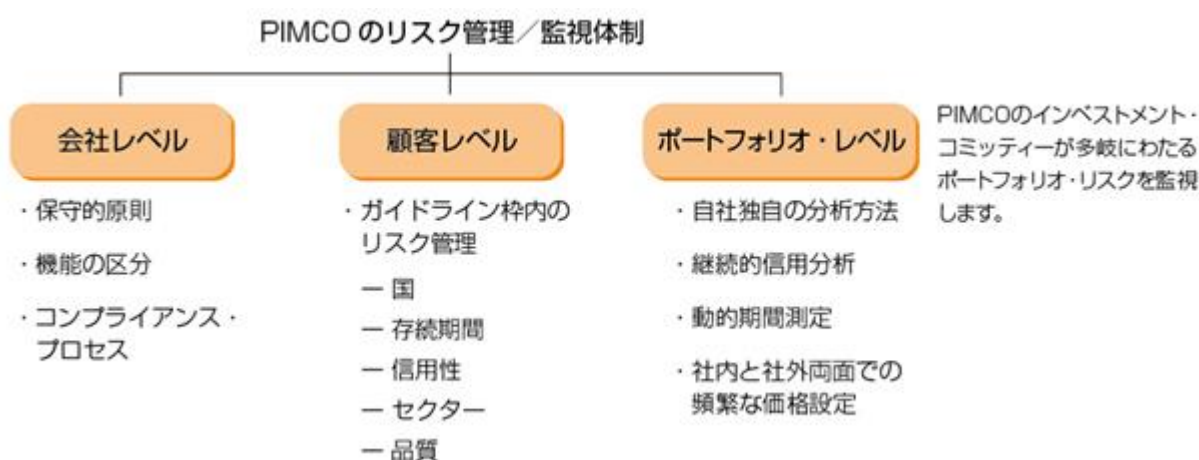 PIMCO のリスク管理／監視体制
会社レベル
・保守的原則
・機能の区分
・コンプライアンス・
プロセス
顧客レベル
・ガイドライン枠内の
リスク管理
ー 国
ー 存続期間
ー 信用性
ー セクター
ー 品質
ポートフォリオ・レベル
・自社独自の分析方法
・継続的信用分析
・動的期間測定
・社内と社外両面での
頻繁な価格設定
PIMCOのインベストメント・
コミッティーが多岐にわたる
ポートフォリオ・リスクを監視
します。